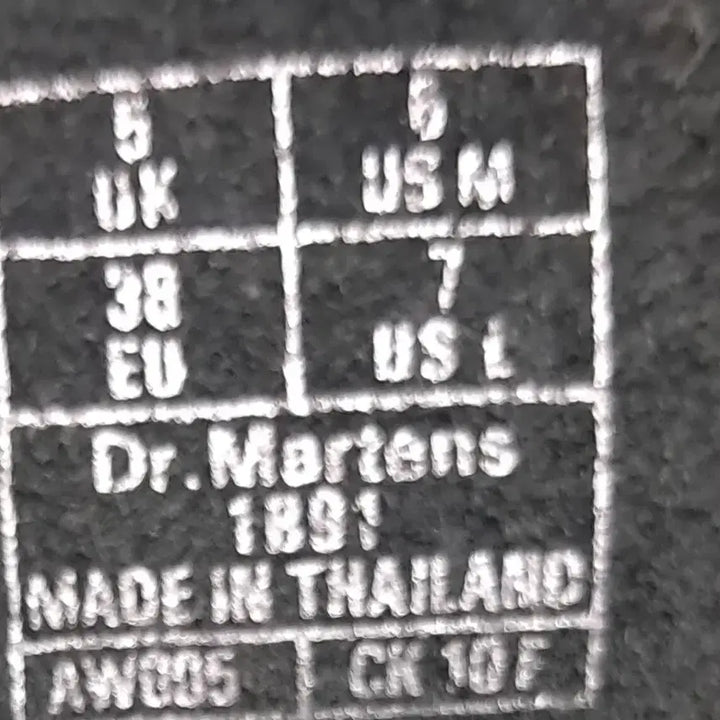 5
UK
6
US M
38
EU
7
US L
Dr. Martens
1891
MADE IN THAILAND
AW005
CK 10F